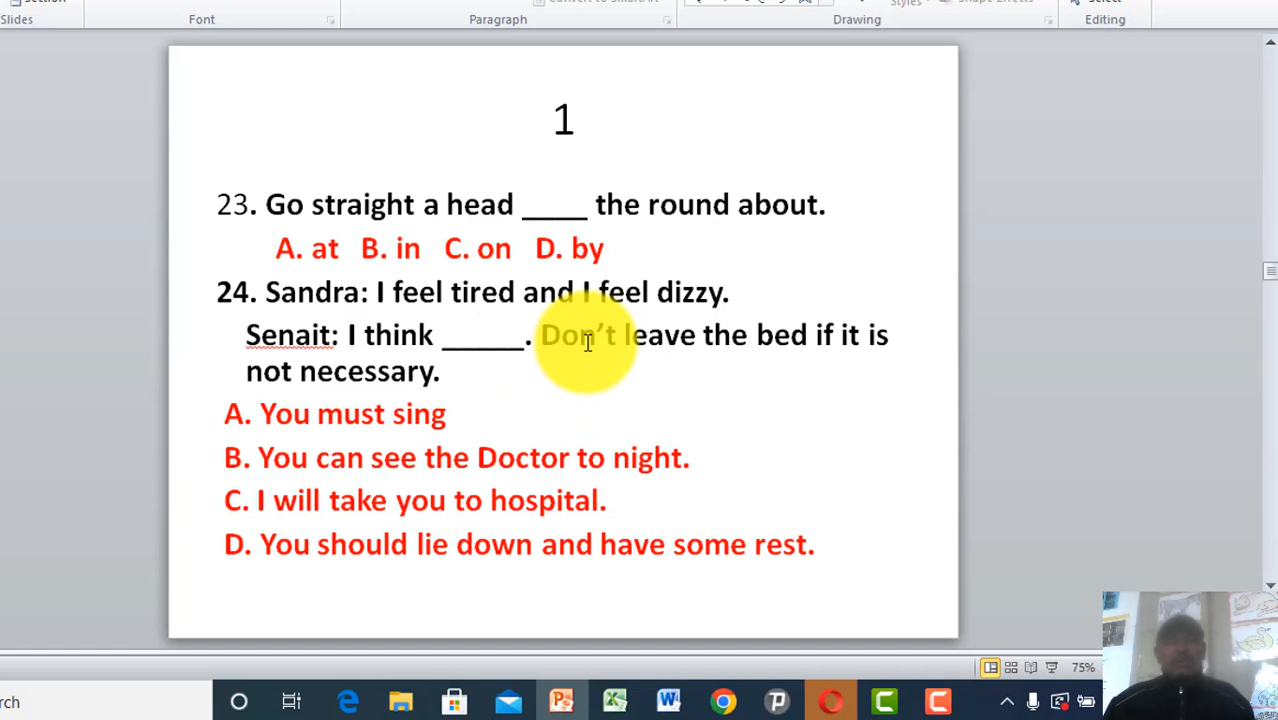 Slides
Font
Paragraph
Drawing
Editing
1
23. Go straight a head ____ the round about.
A. at B. in C. on D. by
24. Sandra: I feel tired and I feel dizzy.
Senait: I think _____. Don't leave the bed if it is
not necessary.
A. You must sing
B. You can see the Doctor to night.
C. I will take you to hospital.
D. You should lie down and have some rest.
75%
rch